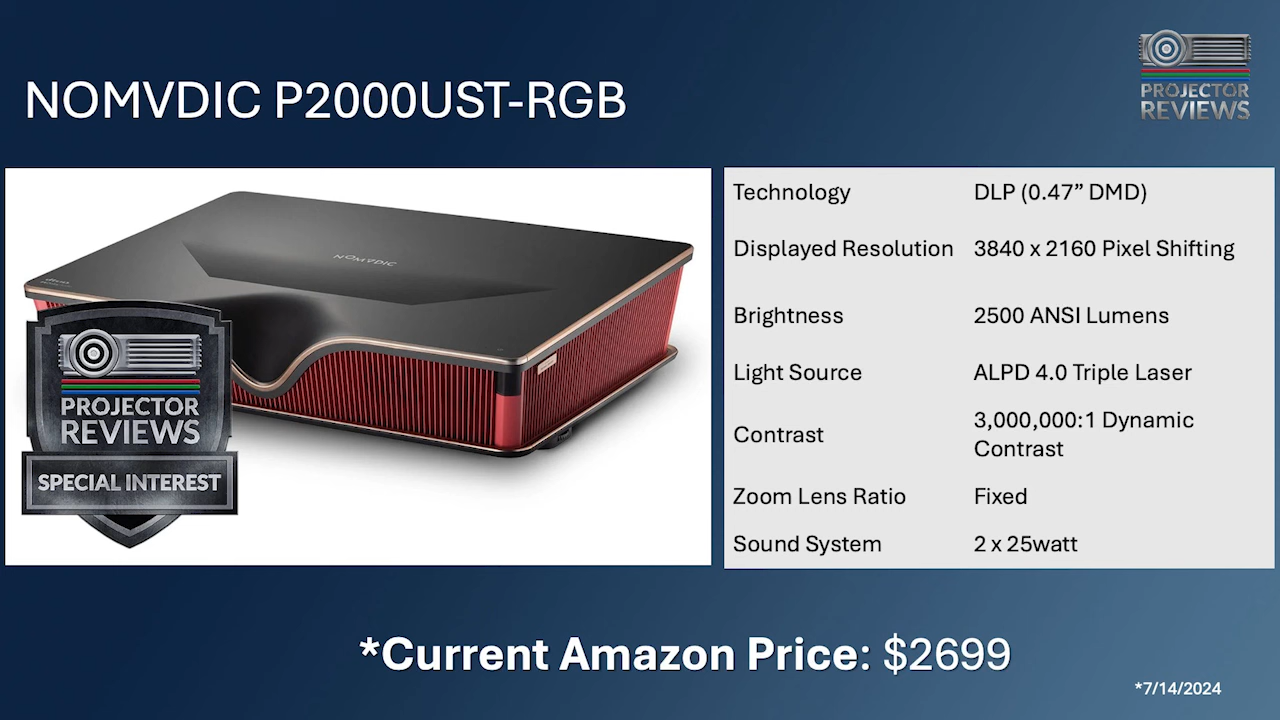 NOMVDIC P2000UST-RGB
PROJECTOR
REVIEWS
NOMVDIC
PROJECTOR
REVIEWS
SPECIAL INTEREST
Technology DLP (0.47” DMD)
Displayed Resolution 3840 x 2160 Pixel Shifting
Brightness 2500 ANSI Lumens
Light Source ALPD 4.0 Triple Laser
Contrast 3,000,000:1 Dynamic
Contrast
Zoom Lens Ratio Fixed
Sound System 2 x 25watt
*Current Amazon Price: $2699
*7/14/2024